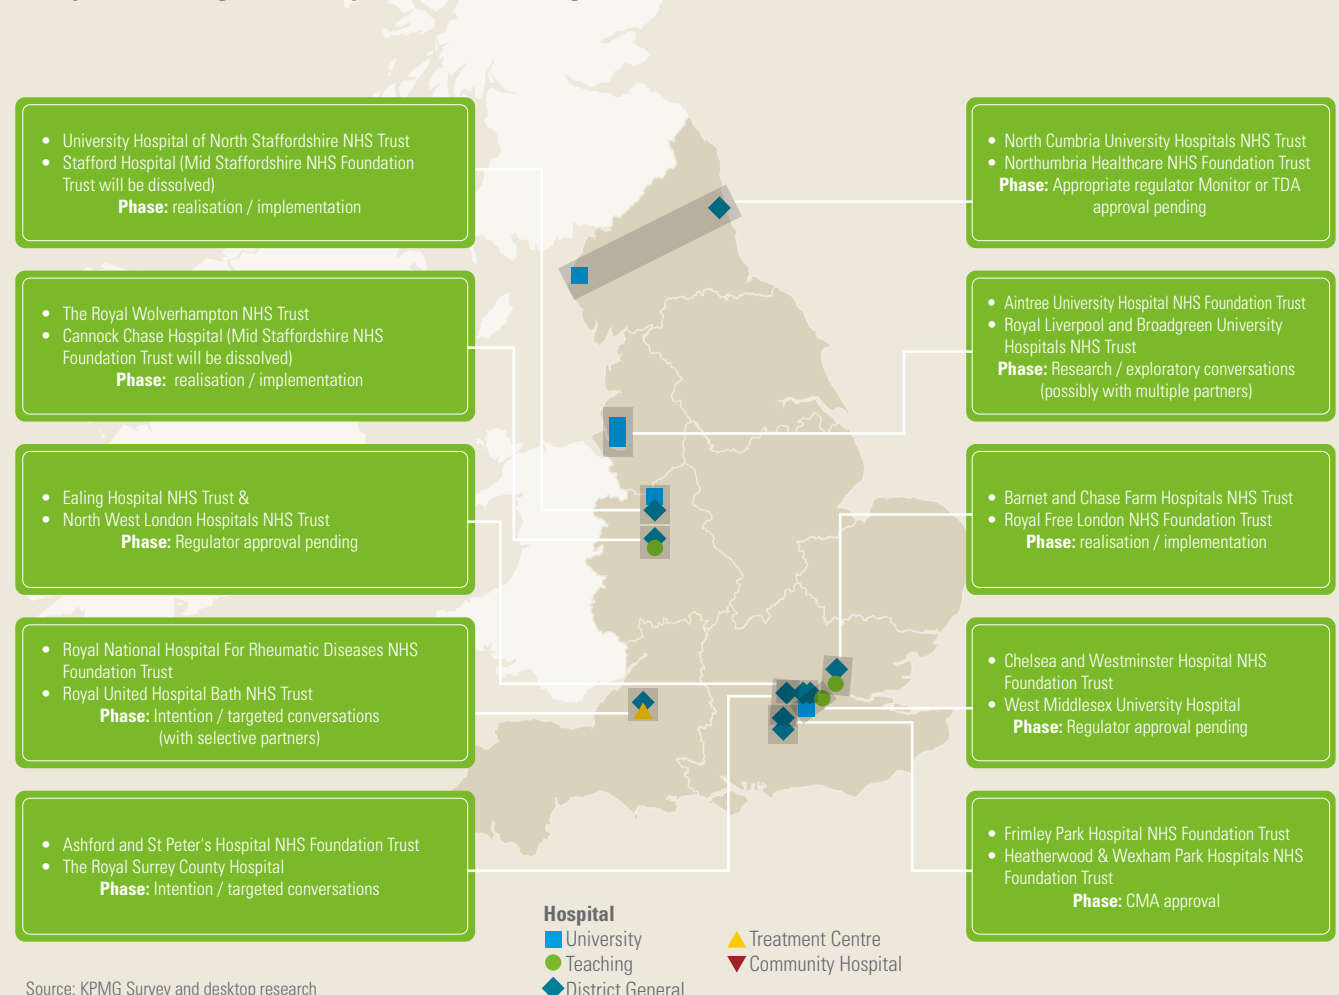 • University Hospital of North Staffordshire NHS Trust
• Stafford Hospital (Mid Staffordshire NHS Foundation
Trust will be dissolved)
Phase: realisation / implementation
• The Royal Wolverhampton NHS Trust
• Cannock Chase Hospital (Mid Staffordshire NHS
Foundation Trust will be dissolved)
Phase: realisation / implementation
• Ealing Hospital NHS Trust &
• North West London Hospitals NHS Trust
Phase: Regulator approval pending
• Royal National Hospital For Rheumatic Diseases NHS
Foundation Trust
• Royal United Hospital Bath NHS Trust
Phase: Intention / targeted conversations
(with selective partners)
• Ashford and St Peter's Hospital NHS Foundation Trust
• The Royal Surrey County Hospital
Phase: Intention / targeted conversations
• North Cumbria University Hospitals NHS Trust
• Northumbria Healthcare NHS Foundation Trust
Phase: Appropriate regulator Monitor or TDA
approval pending
• Aintree University Hospital NHS Foundation Trust
• Royal Liverpool and Broadgreen University
Hospitals NHS Trust
Phase: Research / exploratory conversations
(possibly with multiple partners)
• Barnet and Chase Farm Hospitals NHS Trust
• Royal Free London NHS Foundation Trust
Phase: realisation / implementation
• Chelsea and Westminster Hospital NHS
Foundation Trust
• West Middlesex University Hospital
Phase: Regulator approval pending
• Frimley Park Hospital NHS Foundation Trust
• Heatherwood & Wexham Park Hospitals NHS
Foundation Trust
Phase: CMA approval
Hospital
University
Teaching
District General
Treatment Centre
Community Hospital
Source: KPMG Survey and desktop research